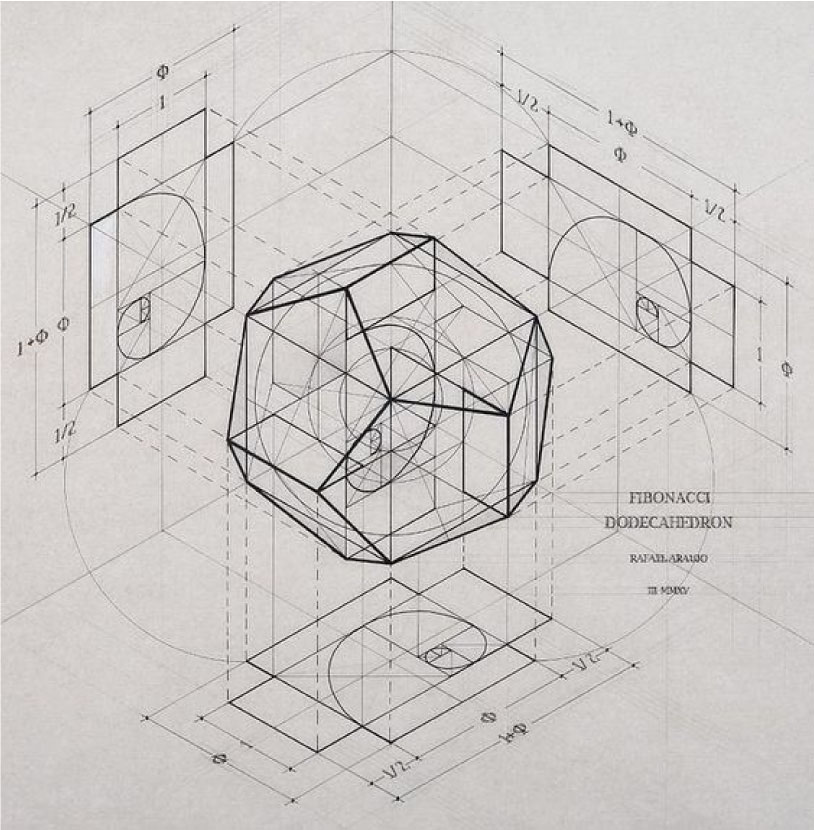 Φ
1
1/2
1+Φ
Φ
1/2
1/2
1+Φ Φ
1/2
1
Φ
FIBONACCI
DODECAHEDRON
RAFAEL ARAUJO
III MMXV
Φ
1
1/2
Φ
1+Φ
1/2